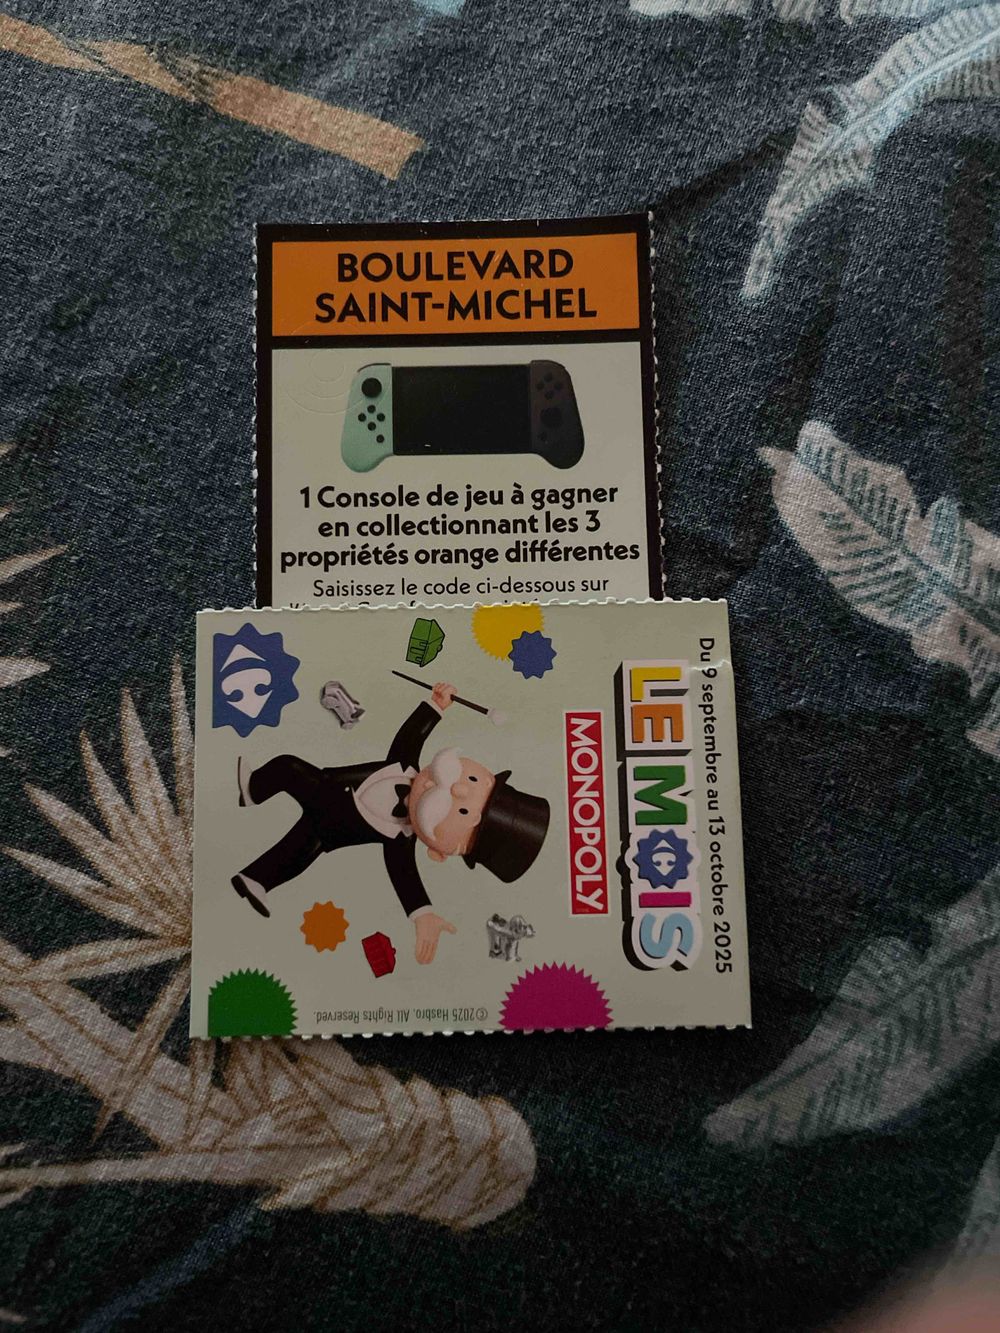 BOULEVARD
SAINT-MICHEL
1 Console de jeu à gagner
en collectionnant les 3
propriétés orange différentes
Saisissez le code ci-dessous sur
Du 9 septembre au 13 octobre 2025
LE MOIS
MONOPOLY
©2025 Hasbro. All Rights Reserved.